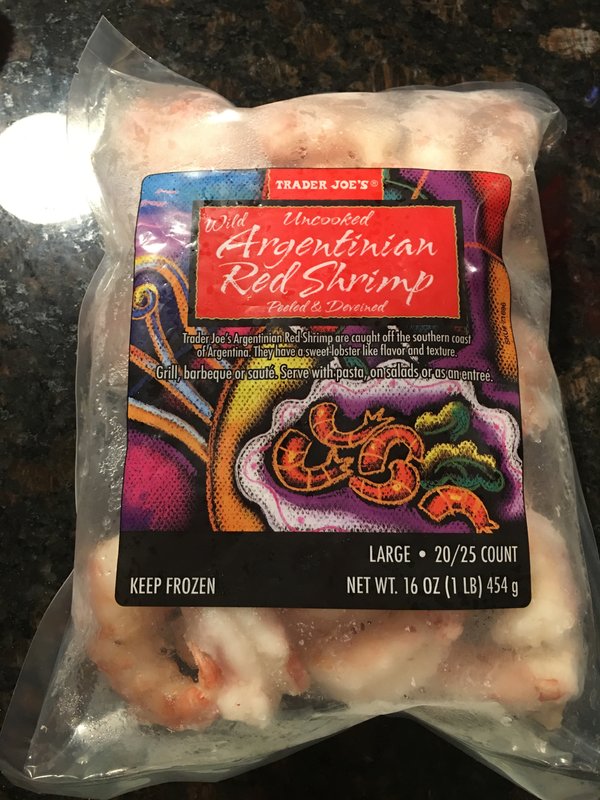 TRADER JOE'S®
Wild Uncooked
Argentinian
Red Shrimp
Peeled & Deveined
Trader Joe's Argentinian Red Shrimp are caught off the southern coast
of Argentina. They have a sweet lobster like flavor and texture.
Grill, barbeque or sauté. Serve with pasta, on salads or as an entreé.
LARGE • 20/25 COUNT
KEEP FROZEN
NET WT. 16 OZ (1 LB) 454 g